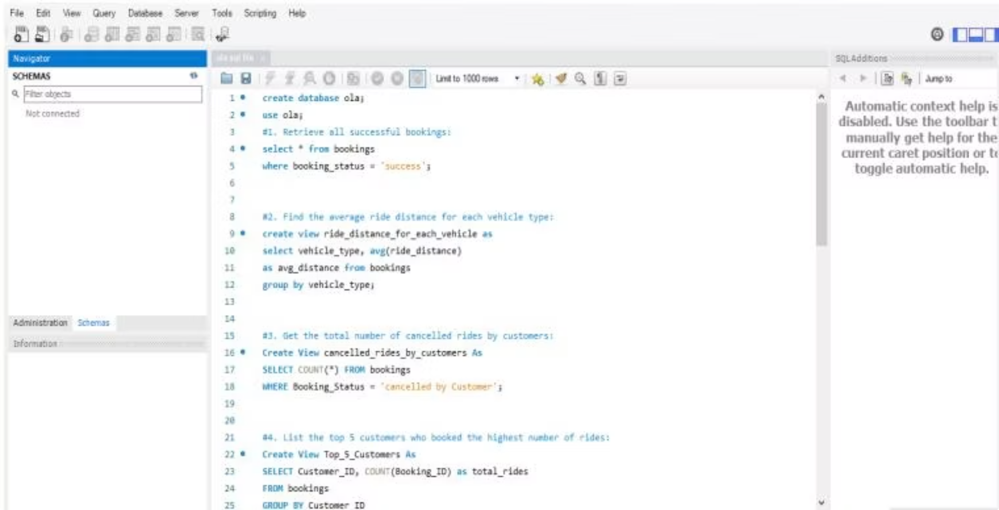 File Edit View Query Database Server Tools Scripting Help
Navigator
SCHEMAS
Filter objects
Not connected
Administration Schemas
Information
Limit to 1000 rows
1 create database ola;
2 use ola;
3 #1. Retrieve all successful bookings:
4 select * from bookings
5 where booking_status = 'success';
6
7
8 #2. Find the average ride distance for each vehicle type:
9 create view ride_distance_for_each_vehicle as
10 select vehicle_type, avg(ride_distance)
11 as avg_distance from bookings
12 group by vehicle_type;
13
14
15 #3. Get the total number of cancelled rides by customers:
16 Create View cancelled_rides_by_customers As
17 SELECT COUNT(*) FROM bookings
18 WHERE Booking_Status = 'cancelled by Customer';
19
20
21 #4. List the top 5 customers who booked the highest number of rides:
22 Create View Top_5_Customers As
23 SELECT Customer_ID, COUNT(Booking_ID) as total_rides
24 FROM bookings
25 GROUP BY Customer_ID
SQLAdditions
Jump to
Automatic context help is
disabled. Use the toolbar t
manually get help for the
current caret position or t
toggle automatic help.